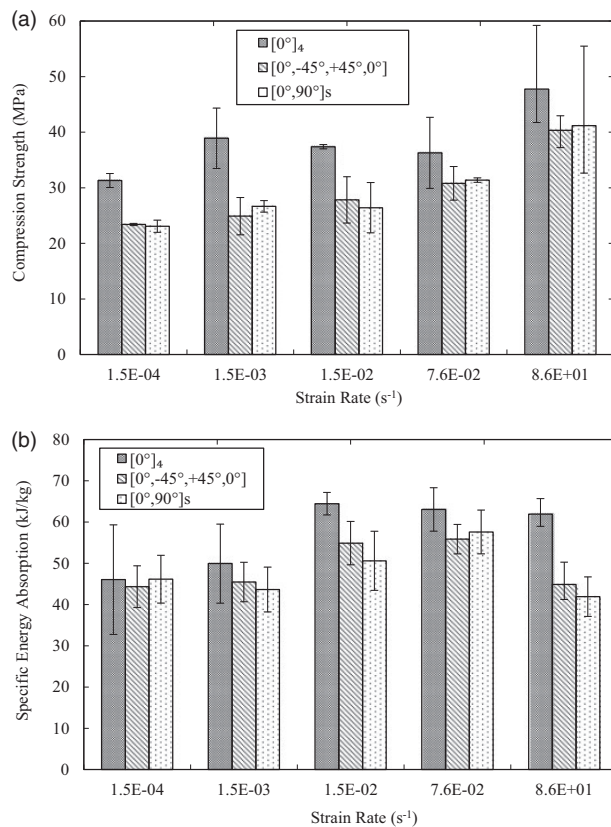 (a)
60
50
40
30
20
10
0
Compression Strength (MPa)
[0°]₄
[0°,-45°,+45°,0°]
[0°,90°]s
1.5E-04 1.5E-03 1.5E-02 7.6E-02 8.6E+01
Strain Rate (s⁻¹)
(b)
80
70
60
50
40
30
20
10
0
Specific Energy Absorption (kJ/kg)
[0°]₄
[0°,-45°,+45°,0°]
[0°,90°]s
1.5E-04 1.5E-03 1.5E-02 7.6E-02 8.6E+01
Strain Rate (s⁻¹)